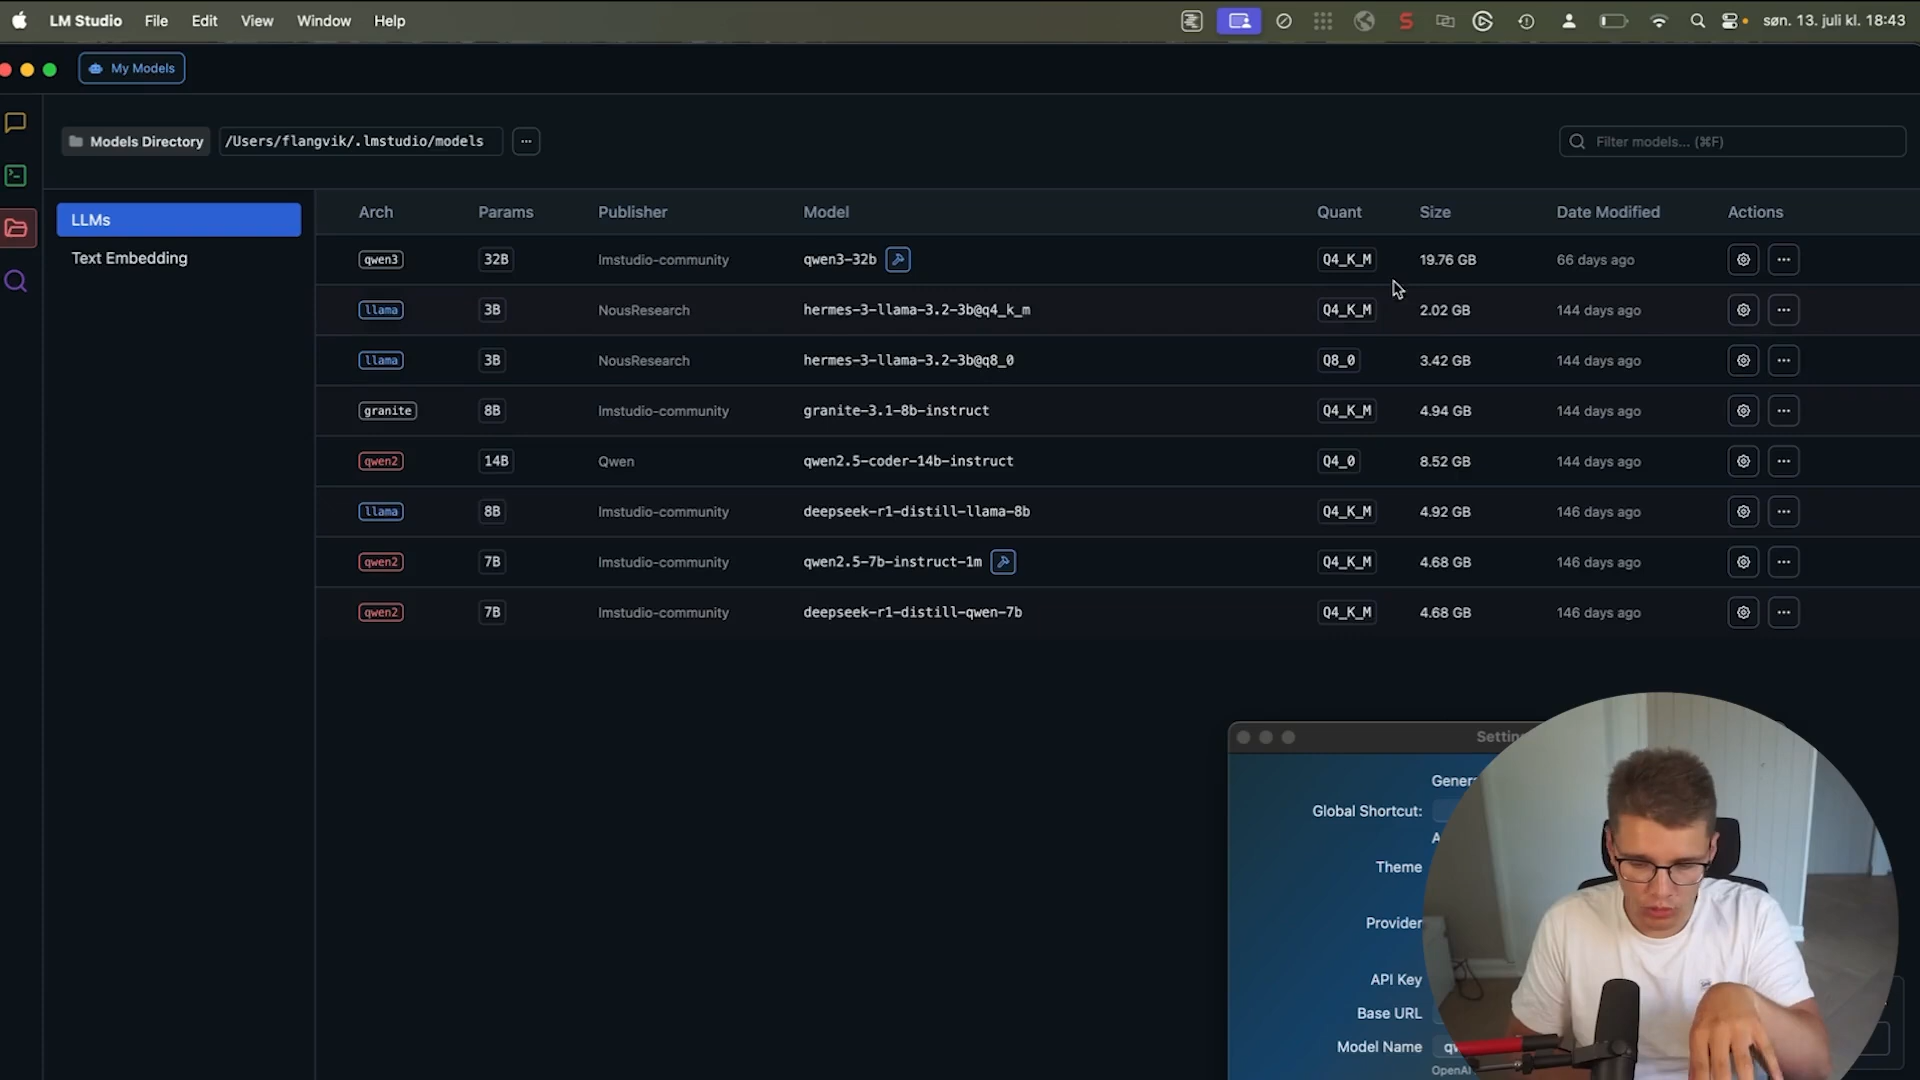 LM Studio File Edit View Window Help søn. 13. juli kl. 18:43
My Models
Models Directory /Users/flangvik/.lmstudio/models ... Filter models... (⌘F)
LLMs
Text Embedding
Arch Params Publisher Model Quant Size Date Modified Actions
qwen3 32B lmstudio-community qwen3-32b Q4_K_M 19.76 GB 66 days ago
llama 3B NousResearch hermes-3-llama-3.2-3b@q4_k_m Q4_K_M 2.02 GB 144 days ago
llama 3B NousResearch hermes-3-llama-3.2-3b@q8_0 Q8_0 3.42 GB 144 days ago
granite 8B lmstudio-community granite-3.1-8b-instruct Q4_K_M 4.94 GB 144 days ago
qwen2 14B Qwen qwen2.5-coder-14b-instruct Q4_0 8.52 GB 144 days ago
llama 8B lmstudio-community deepseek-r1-distill-llama-8b Q4_K_M 4.92 GB 146 days ago
qwen2 7B lmstudio-community qwen2.5-7b-instruct-1m Q4_K_M 4.68 GB 146 days ago
qwen2 7B lmstudio-community deepseek-r1-distill-qwen-7b Q4_K_M 4.68 GB 146 days ago
Global Shortcut:
Theme
Provider
API Key
Base URL
Model Name
OpenAI